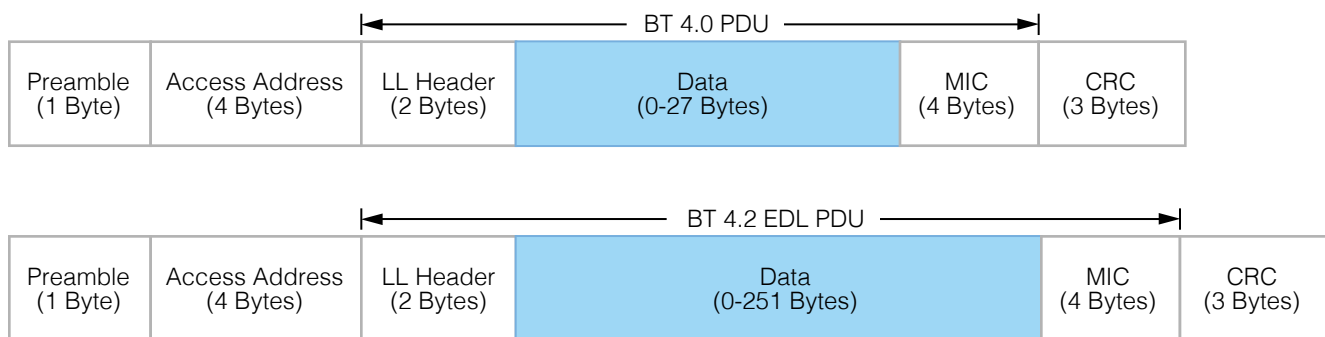 BT 4.0 PDU
Preamble
(1 Byte)
Access Address
(4 Bytes)
LL Header
(2 Bytes)
Data
(0-27 Bytes)
MIC
(4 Bytes)
CRC
(3 Bytes)
BT 4.2 EDL PDU
Preamble
(1 Byte)
Access Address
(4 Bytes)
LL Header
(2 Bytes)
Data
(0-251 Bytes)
MIC
(4 Bytes)
CRC
(3 Bytes)